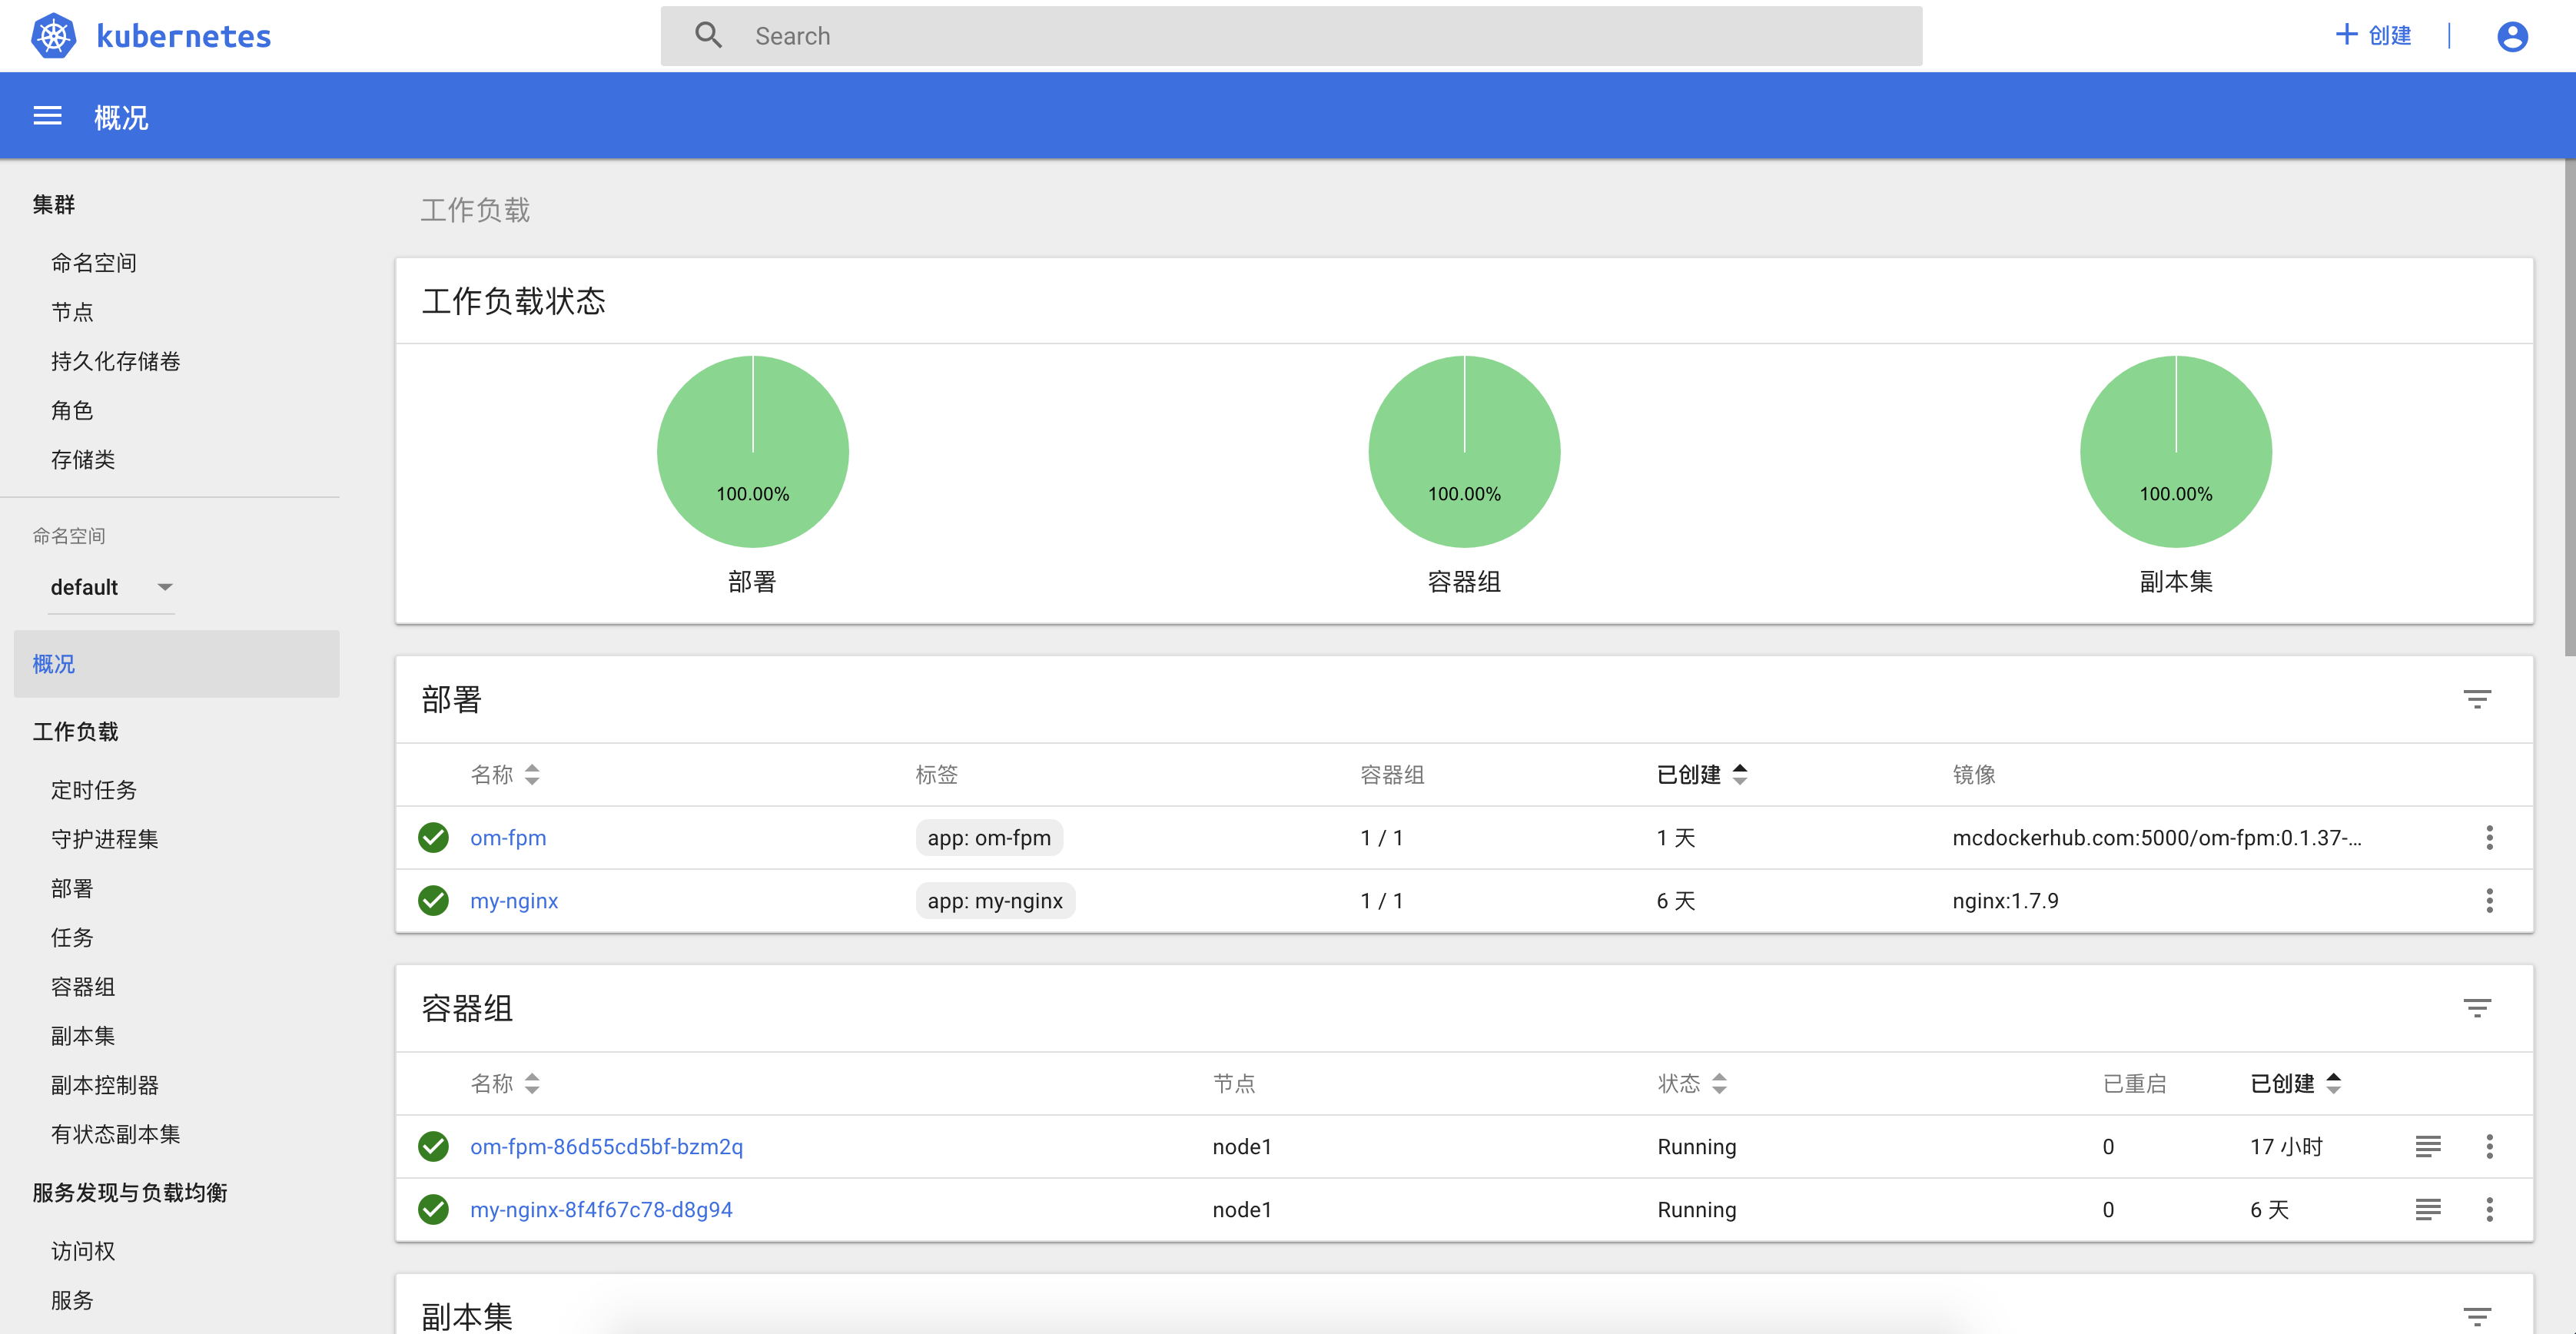 kubernetes
Search
创建
概况
集群
命名空间
节点
持久化存储卷
角色
存储类
命名空间
default
概况
工作负载
定时任务
守护进程集
部署
任务
容器组
副本集
副本控制器
有状态副本集
服务发现与负载均衡
访问权
服务
工作负载
工作负载状态
100.00%
部署
100.00%
容器组
100.00%
副本集
部署
名称 标签 容器组 已创建 镜像
om-fpm app: om-fpm 1 / 1 1 天 mcdockerhub.com:5000/om-fpm:0.1.37-...
my-nginx app: my-nginx 1 / 1 6 天 nginx:1.7.9
容器组
名称 节点 状态 已重启 已创建
om-fpm-86d55cd5bf-bzm2q node1 Running 0 17 小时
my-nginx-8f4f67c78-d8g94 node1 Running 0 6 天
副本集